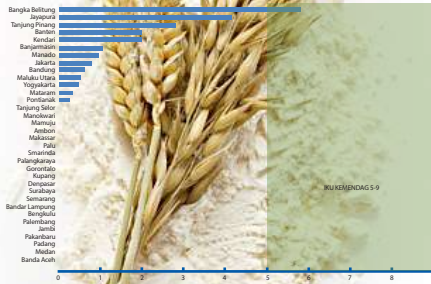 Bangka Belitung
Jayapura
Tanjung Pinang
Banten
Kendari
Banjarmasin
Manado
Jakarta
Bandung
Maluku Utara
Yogyakarta
Mataram
Pontianak
Tanjung Selor
Manokwari
Mamuju
Ambon
Makassar
Palu
Smarinda
Palangkaraya
Gorontalo
Kupang
Denpasar
Surabaya
Semarang
Bandar Lampung
Bengkulu
Palembang
Jambi
Pakanbaru
Padang
Medan
Banda Aceh
IKU KEMENDAG 5-9
0 1 2 3 4 5 6 7 8